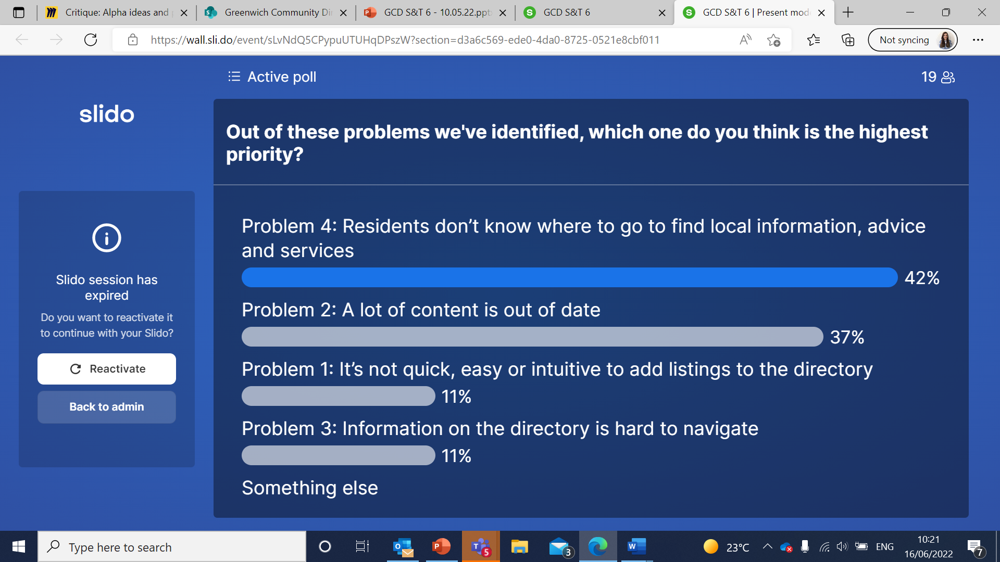 Critique: Alpha ideas and
Greenwich Community Dir
GCD S&T 6 - 10.05.22.pptx
GCD S&T 6
GCD S&T 6 | Present mode
https://wall.sli.do/event/sLvNdQ5CPypuUTUHqDPszW?section=d3a6c569-ede0-4da0-8725-0521e8cbf011
Not syncing
Active poll
19
slido
Out of these problems we've identified, which one do you think is the highest
priority?
Slido session has
expired
Do you want to reactivate it
to continue with your Slido?
Reactivate
Back to admin
Problem 4: Residents don’t know where to go to find local information, advice
and services
42%
Problem 2: A lot of content is out of date
37%
Problem 1: It’s not quick, easy or intuitive to add listings to the directory
11%
Problem 3: Information on the directory is hard to navigate
11%
Something else
Type here to search
5
3
23°C
ENG
10:21
16/06/2022
7